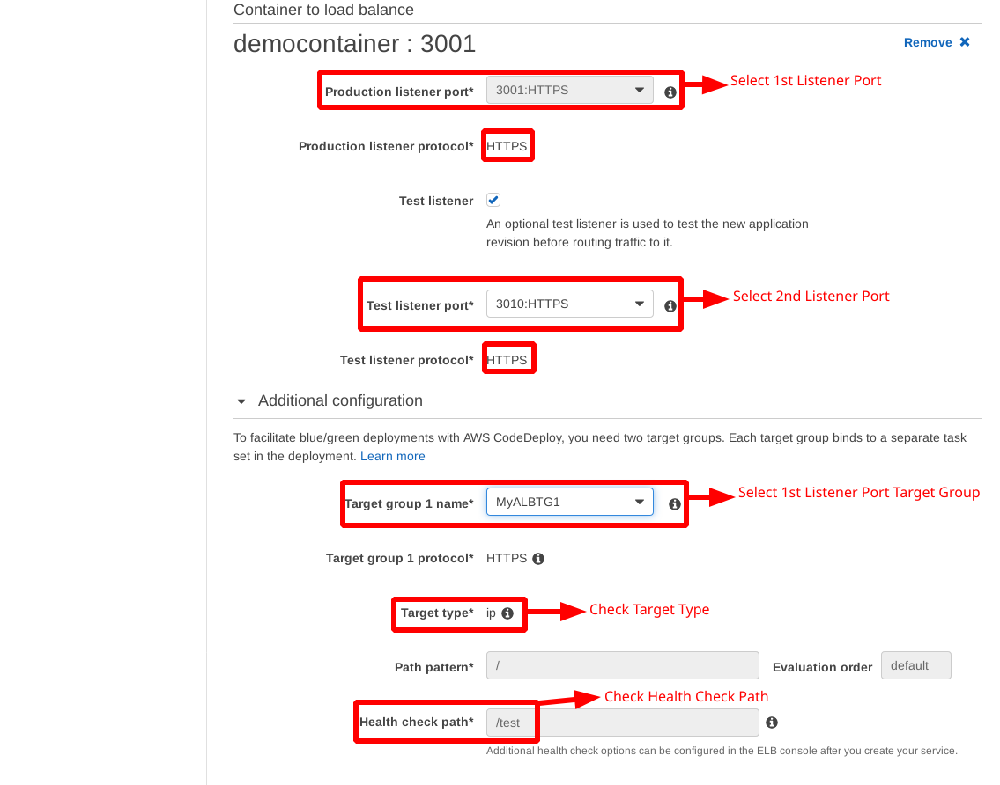 Container to load balance
democontainer : 3001
Remove ✖
Production listener port* 3001:HTTPS
Select 1st Listener Port
Production listener protocol* HTTPS
Test listener
An optional test listener is used to test the new application
revision before routing traffic to it.
Test listener port* 3010:HTTPS
Select 2nd Listener Port
Test listener protocol* HTTPS
Additional configuration
To facilitate blue/green deployments with AWS CodeDeploy, you need two target groups. Each target group binds to a separate task
set in the deployment. Learn more
Target group 1 name* MyALBTG1
Select 1st Listener Port Target Group
Target group 1 protocol* HTTPS
Target type* ip
Check Target Type
Path pattern* / Evaluation order default
Check Health Check Path
Health check path* /test
Additional health check options can be configured in the ELB console after you create your service.